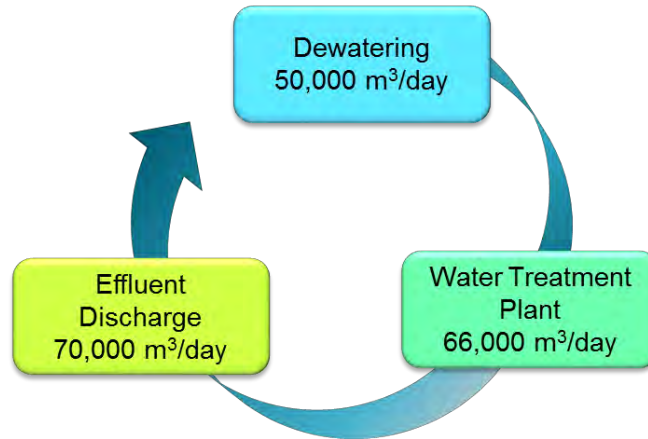 Dewatering
50,000 m³/day
Water Treatment
Plant
66,000 m³/day
Effluent
Discharge
70,000 m³/day